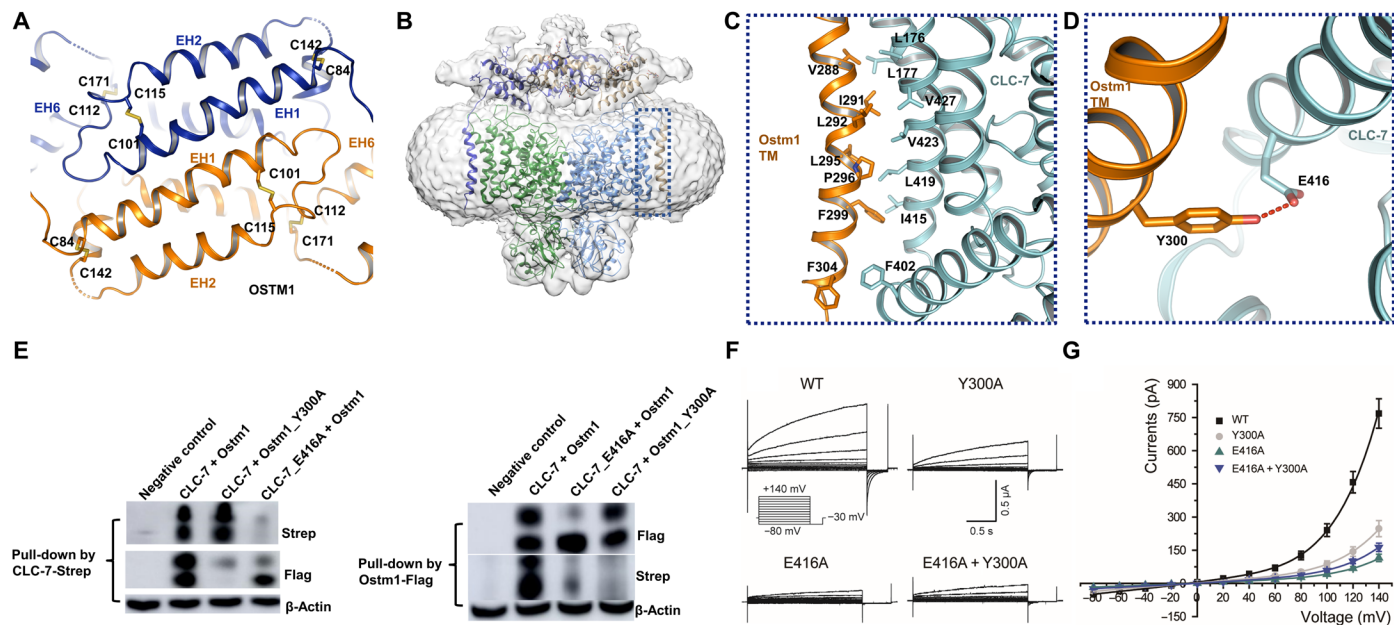 A
EH2
C142
C171
C84
C115
EH6
C112
EH1
C101
EH1
EH6
C101
C112
C84
C115
C171
C142
EH2
OSTM1
B
C
L176
V288
L177
CLC-7
I291
V427
L292
Ostm1
TM
V423
L295
P296
L419
F299
I415
F304
F402
D
Ostm1
TM
CLC-7
E416
Y300
E
Negative control
CLC-7 + Ostm1
CLC-7 + Ostm1_Y300A
CLC-7_E416A + Ostm1
Pull-down by
CLC-7-Strep
Strep
Flag
β-Actin
Negative control
CLC-7 + Ostm1
CLC-7_E416A + Ostm1
CLC-7 + Ostm1_Y300A
Pull-down by
Ostm1-Flag
Flag
Strep
β-Actin
F
WT
Y300A
+140 mV
−30 mV
−80 mV
0.5 µA
0.5 s
E416A
E416A + Y300A
G
Currents (pA)
900
750
600
450
300
150
0
−150
WT
Y300A
E416A
E416A + Y300A
−80 −60 −40 −20 0 20 40 60 80 100 120 140
Voltage (mV)